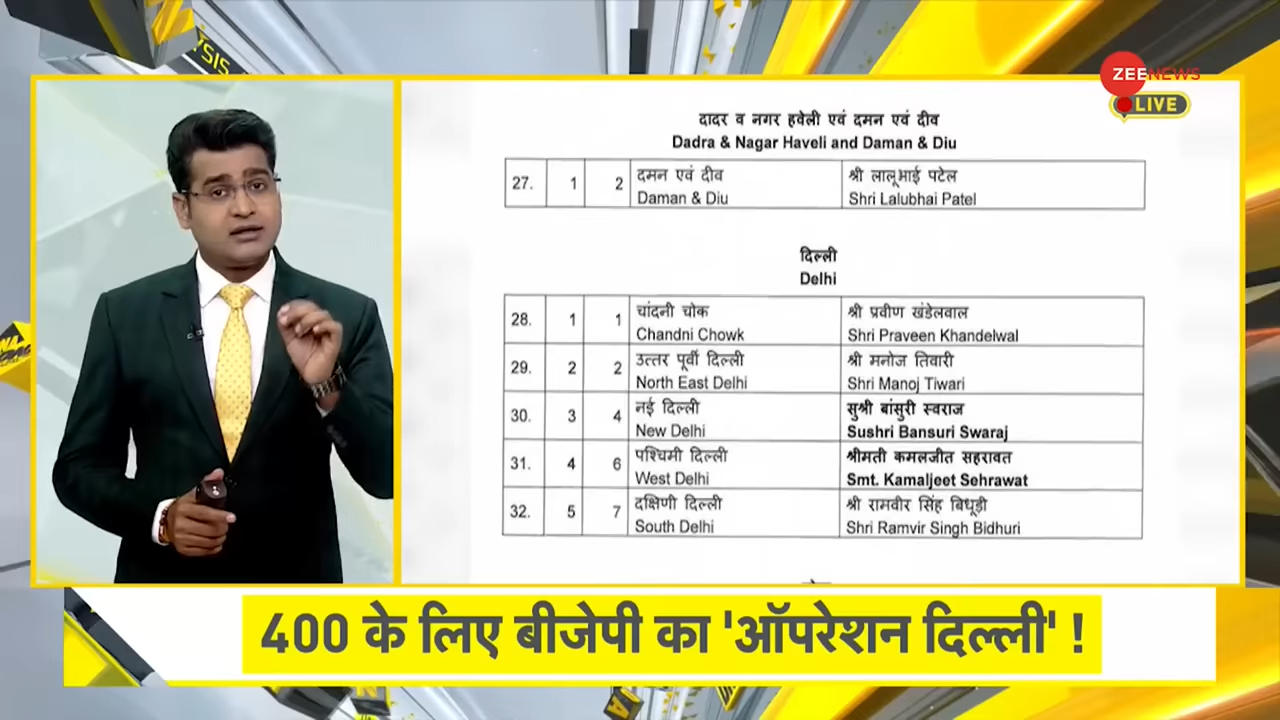 YSIS
ZEE NEWS
LIVE
दादर व नगर हवेली एवं दमन एवं दीव
Dadra & Nagar Haveli and Daman & Diu
27. 1 2 दमन एवं दीव श्री लालूभाई पटेल
Daman & Diu Shri Lalubhai Patel
दिल्ली
Delhi
28. 1 1 चांदनी चोक श्री प्रवीण खंडेलवाल
Chandni Chowk Shri Praveen Khandelwal
29. 2 2 उत्तर पूर्वी दिल्ली श्री मनोज तिवारी
North East Delhi Shri Manoj Tiwari
30. 3 4 नई दिल्ली सुश्री बांसुरी स्वराज
New Delhi Sushri Bansuri Swaraj
31. 4 6 पश्चिमी दिल्ली श्रीमती कमलजीत सहरावत
West Delhi Smt. Kamaljeet Sehrawat
32. 5 7 दक्षिणी दिल्ली श्री रामवीर सिंह बिधूड़ी
South Delhi Shri Ramvir Singh Bidhuri
400 के लिए बीजेपी का 'ऑपरेशन दिल्ली' !